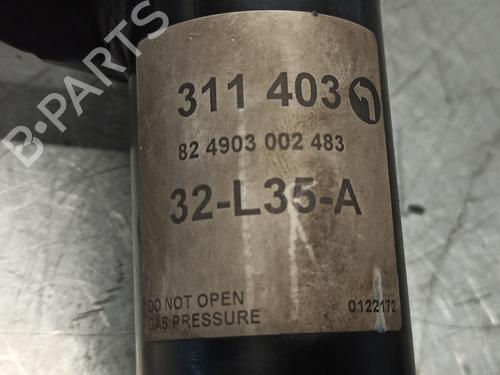 B-PARTS
311 403
82 4903 002 483
32-L35-A
DO NOT OPEN
GAS PRESSURE
0122172